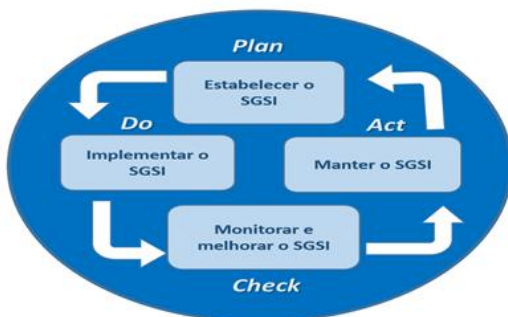 Plan
Estabelecer o
SGSI
Do
Act
Implementar o
SGSI
Manter o SGSI
Monitorar e
melhorar o SGSI
Check